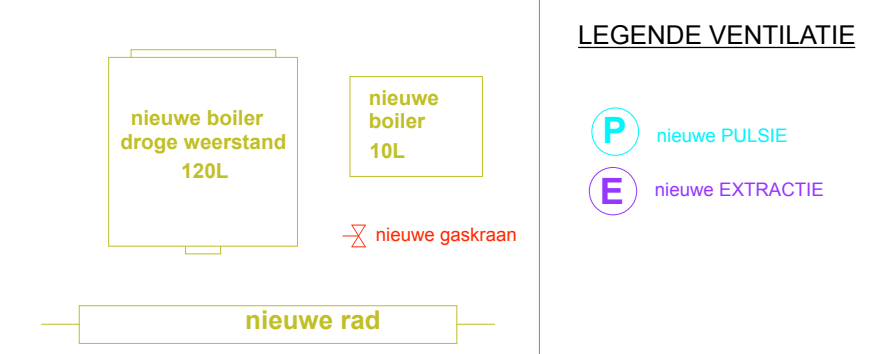 nieuwe boiler
droge weerstand
120L
nieuwe
boiler
10L
nieuwe gaskraan
nieuwe rad
LEGENDE VENTILATIE
P nieuwe PULSIE
E nieuwe EXTRACTIE